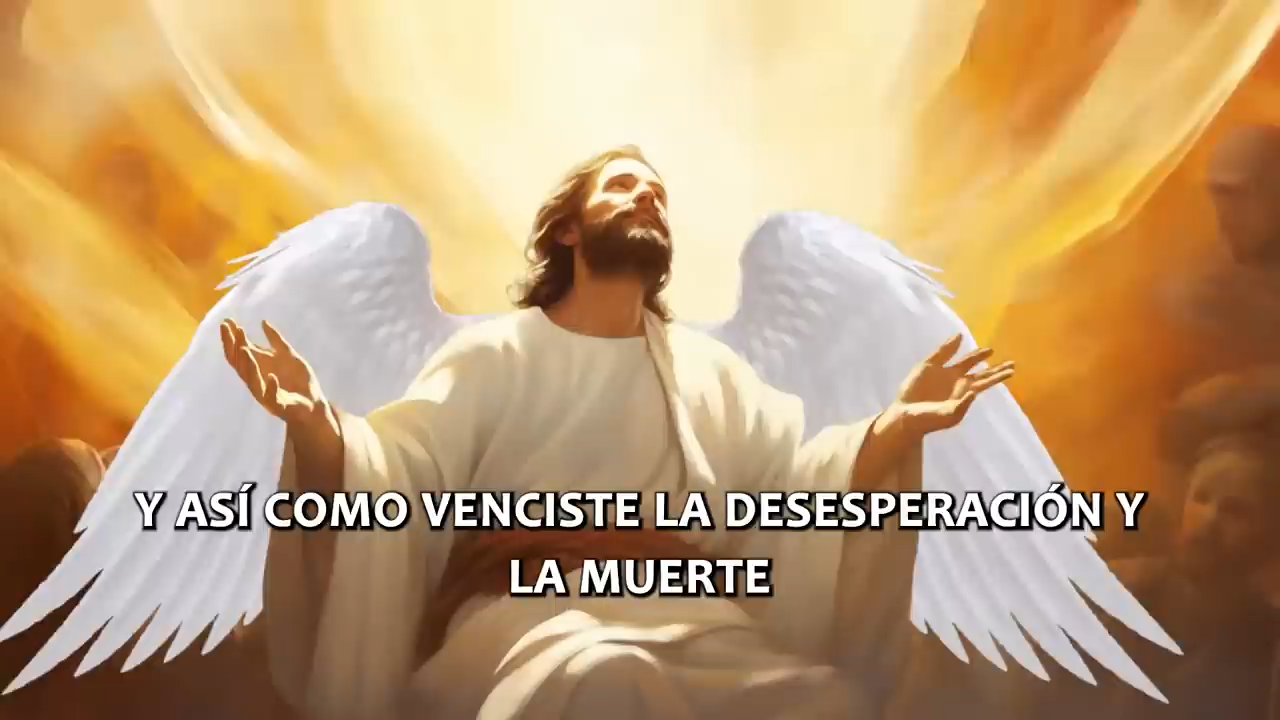 Y ASÍ COMO VENCISTE LA DESESPERACIÓN Y
LA MUERTE